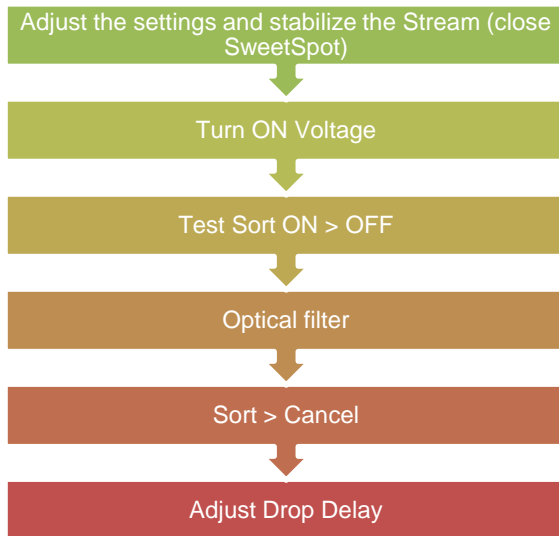 Adjust the settings and stabilize the Stream (close
SweetSpot)
Turn ON Voltage
Test Sort ON > OFF
Optical filter
Sort > Cancel
Adjust Drop Delay